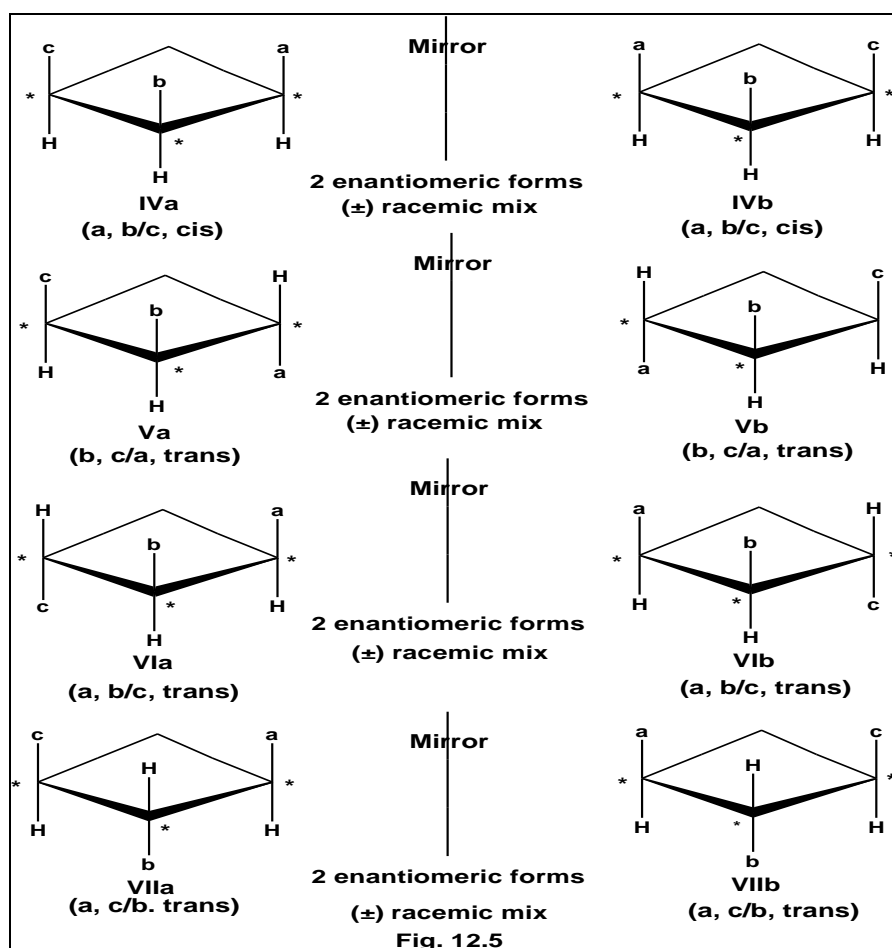 c a Mirror a c
b b
* * * *
H H H H
* *
H H
IVa 2 enantiomeric forms IVb
(a, b/c, cis) (±) racemic mix (a, b/c, cis)
c H Mirror H c
b b
* * * *
H a a H
* *
H H
Va 2 enantiomeric forms Vb
(b, c/a, trans) (±) racemic mix (b, c/a, trans)
H a Mirror a H
b b
* * * *
c H H c
* *
H H
VIa 2 enantiomeric forms VIb
(a, b/c, trans) (±) racemic mix (a, b/c, trans)
c a Mirror a c
H H
* * * *
H H H H
* *
b b
VIIa 2 enantiomeric forms VIIb
(a, c/b. trans) (±) racemic mix (a, c/b, trans)
Fig. 12.5